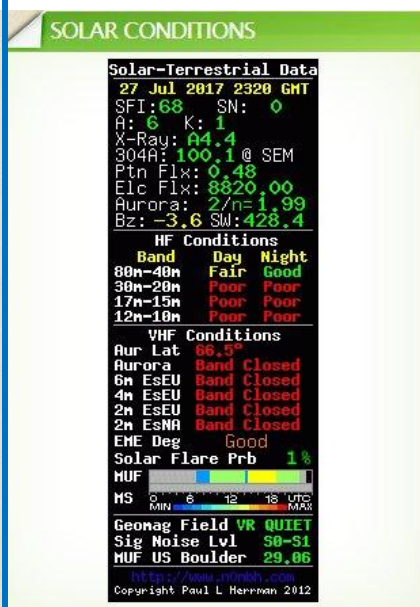 SOLAR CONDITIONS
Solar-Terrestrial Data
27 Jul 2017 2320 GMT
SFI:68 SN: 0
A: 6 K: 1
X-Ray: A4.4
304A: 100.1 @ SEM
Ptn Flx: 0.48
Elc Flx: 8820.00
Aurora: 2/n=1.99
Bz: -3.6 SW:428.4
HF Conditions
Band Day Night
80m-40m Fair Good
30m-20m Poor Poor
17m-15m Poor Poor
12m-10m Poor Poor
VHF Conditions
Aur Lat 66.5°
Aurora Band Closed
6m EsEU Band Closed
4m EsEU Band Closed
2m EsEU Band Closed
2m EsNA Band Closed
EME Deg Good
Solar Flare Prb 1%
MUF
MS 0 6 12 18 UTC
MIN MAX
Geomag Field VR QUIET
Sig Noise Lvl S0-S1
MUF US Boulder 29.06
http://www.n0nbh.com
Copyright Paul L Herrman 2012